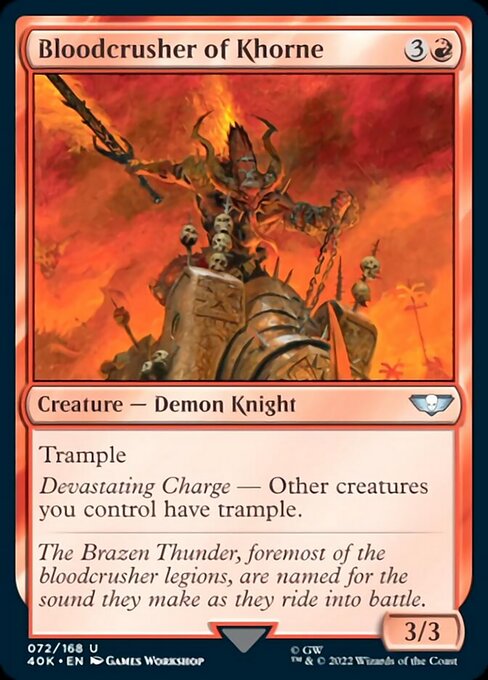 Bloodcrusher of Khorne 3
Creature — Demon Knight
Trample
Devastating Charge — Other creatures
you control have trample.
The Brazen Thunder, foremost of the
bloodcrusher legions, are named for the
sound they make as they ride into battle.
3/3
072/168 U
40K • EN Games Workshop
© GW
™ & © 2022 Wizards of the Coast